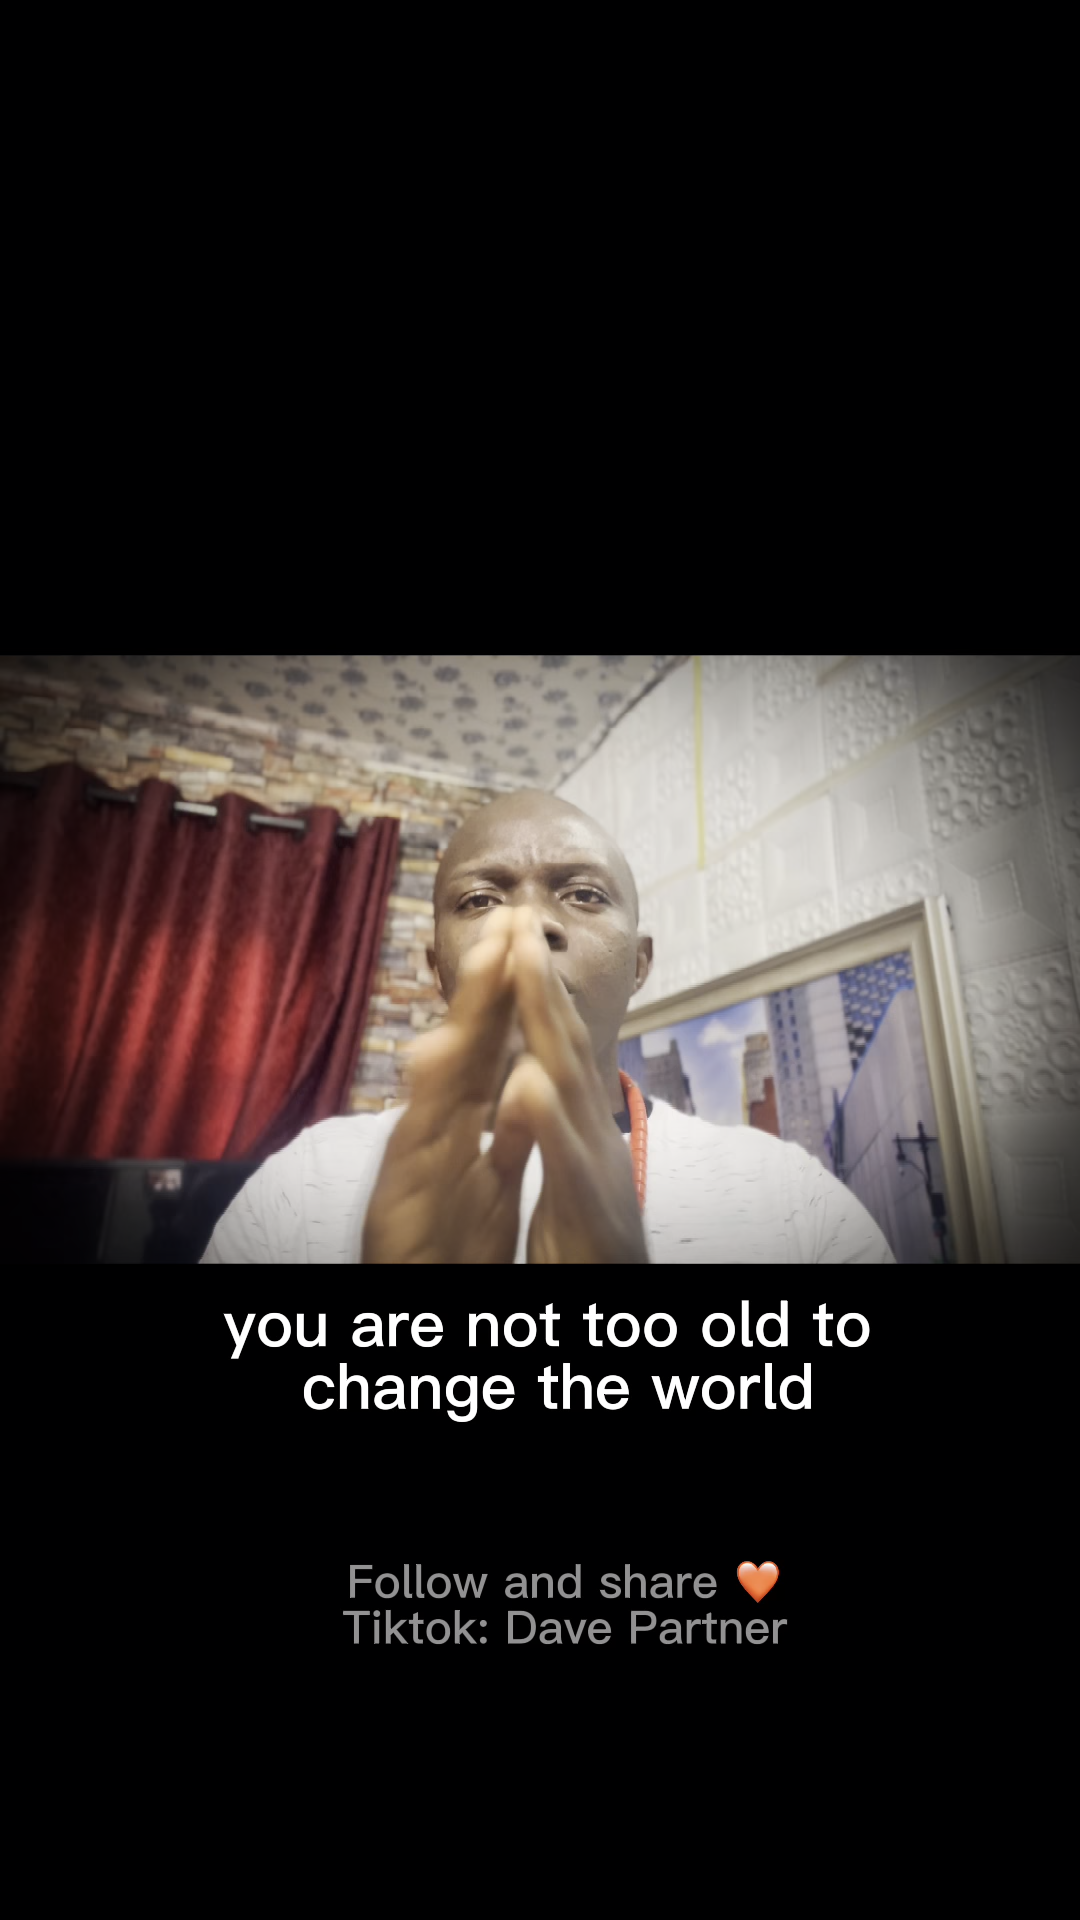 you are not too old to
change the world
Follow and share 🧡
Tiktok: Dave Partner